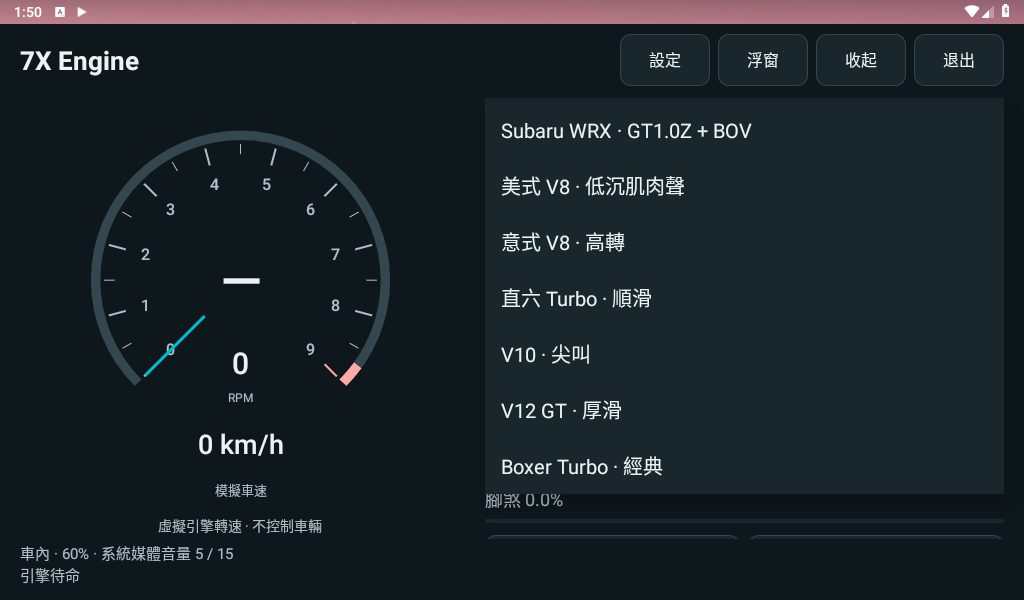 1:50
7X Engine
設定
浮窗
收起
退出
0
1
2
3
4
5
6
7
8
9
0
RPM
0 km/h
模擬車速
虛擬引擎轉速 · 不控制車輛
車內 · 60% · 系統媒體音量 5 / 15
引擎待命
Subaru WRX · GT1.0Z + BOV
美式 V8 · 低沉肌肉聲
意式 V8 · 高轉
直六 Turbo · 順滑
V10 · 尖叫
V12 GT · 厚滑
Boxer Turbo · 經典
腳煞 0.0%